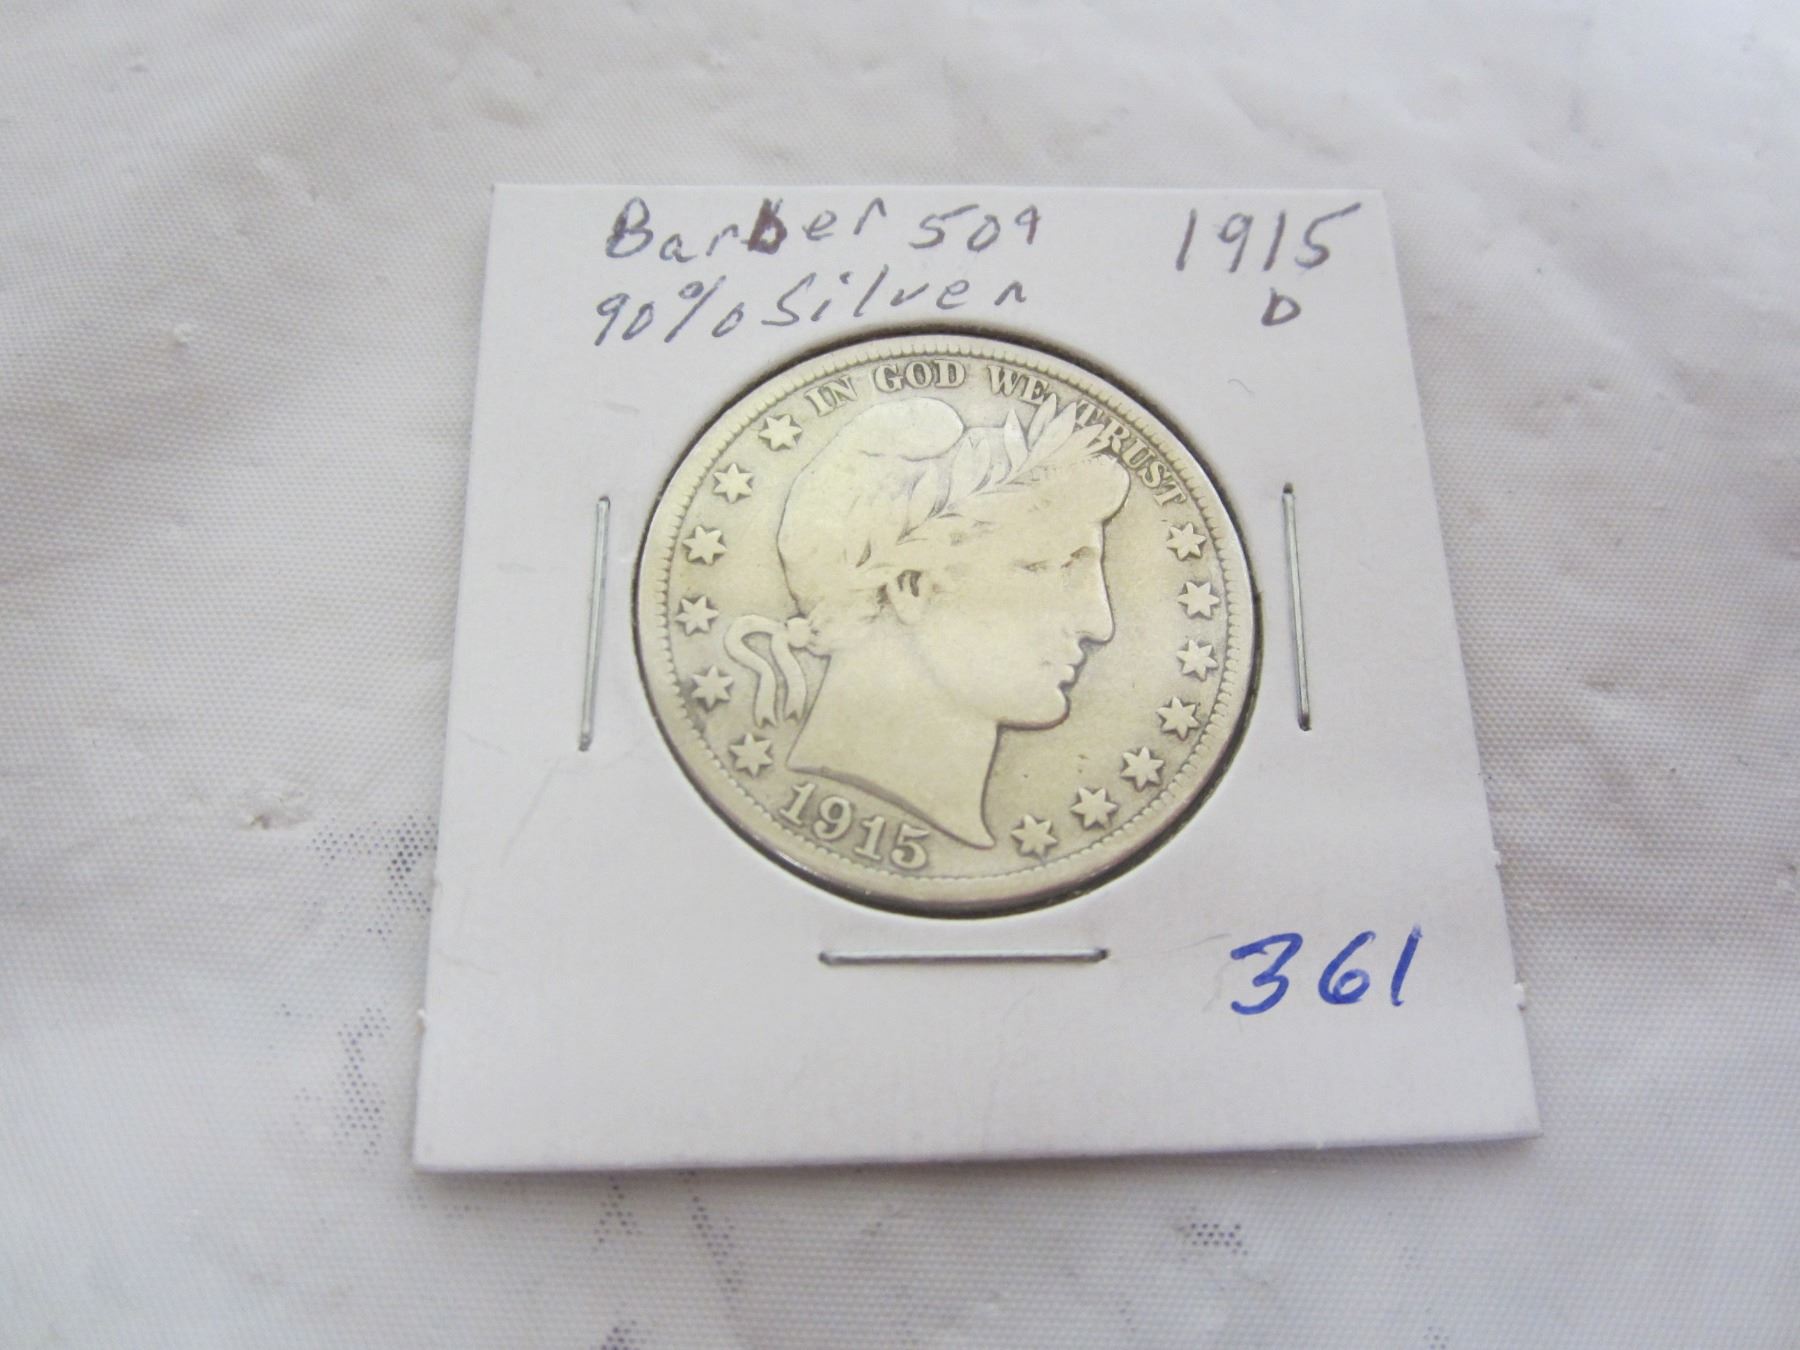 Barber 50¢ 1915
90% Silver D
IN GOD WE TRUST
1915
361